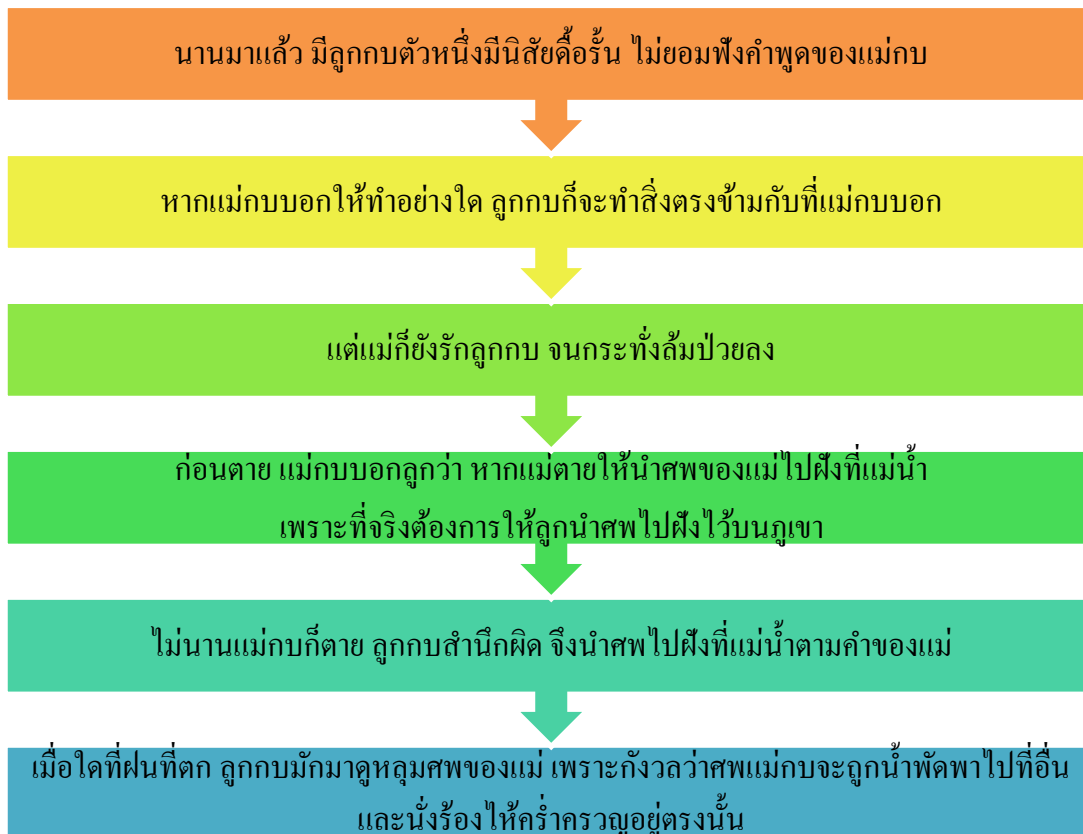 นานมาแล้ว มีลูกกบตัวหนึ่งมีนิสัยดื้อรั้น ไม่ยอมฟังคำพูดของแม่กบ
หากแม่กบบอกให้ทำอย่างใด ลูกกบก็จะทำสิ่งตรงข้ามกับที่แม่กบบอก
แต่แม่ก็ยังรักลูกกบ จนกระทั่งล้มป่วยลง
ก่อนตาย แม่กบบอกลูกว่า หากแม่ตายให้นำศพของแม่ไปฝังที่แม่น้ำ
เพราะที่จริงต้องการให้ลูกนำศพไปฝังไว้บนภูเขา
ไม่นานแม่กบก็ตาย ลูกกบสำนึกผิด จึงนำศพไปฝังที่แม่น้ำตามคำของแม่
เมื่อใดที่ฝนที่ตก ลูกกบมักมาดูหลุมศพของแม่ เพราะกังวลว่าศพแม่กบจะถูกน้ำพัดพาไปที่อื่น
และนั่งร้องไห้คร่ำครวญอยู่ตรงนั้น